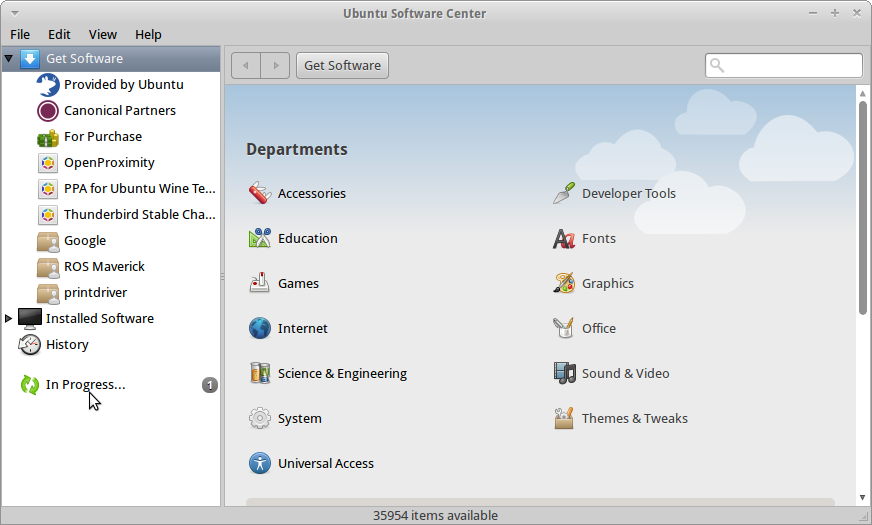 Ubuntu Software Center
File Edit View Help
Get Software
Provided by Ubuntu
Canonical Partners
For Purchase
OpenProximity
PPA for Ubuntu Wine Te...
Thunderbird Stable Cha...
Google
ROS Maverick
printdriver
Installed Software
History
In Progress... 1
Get Software
Departments
Accessories
Developer Tools
Education
Fonts
Games
Graphics
Internet
Office
Science & Engineering
Sound & Video
System
Themes & Tweaks
Universal Access
35954 items available